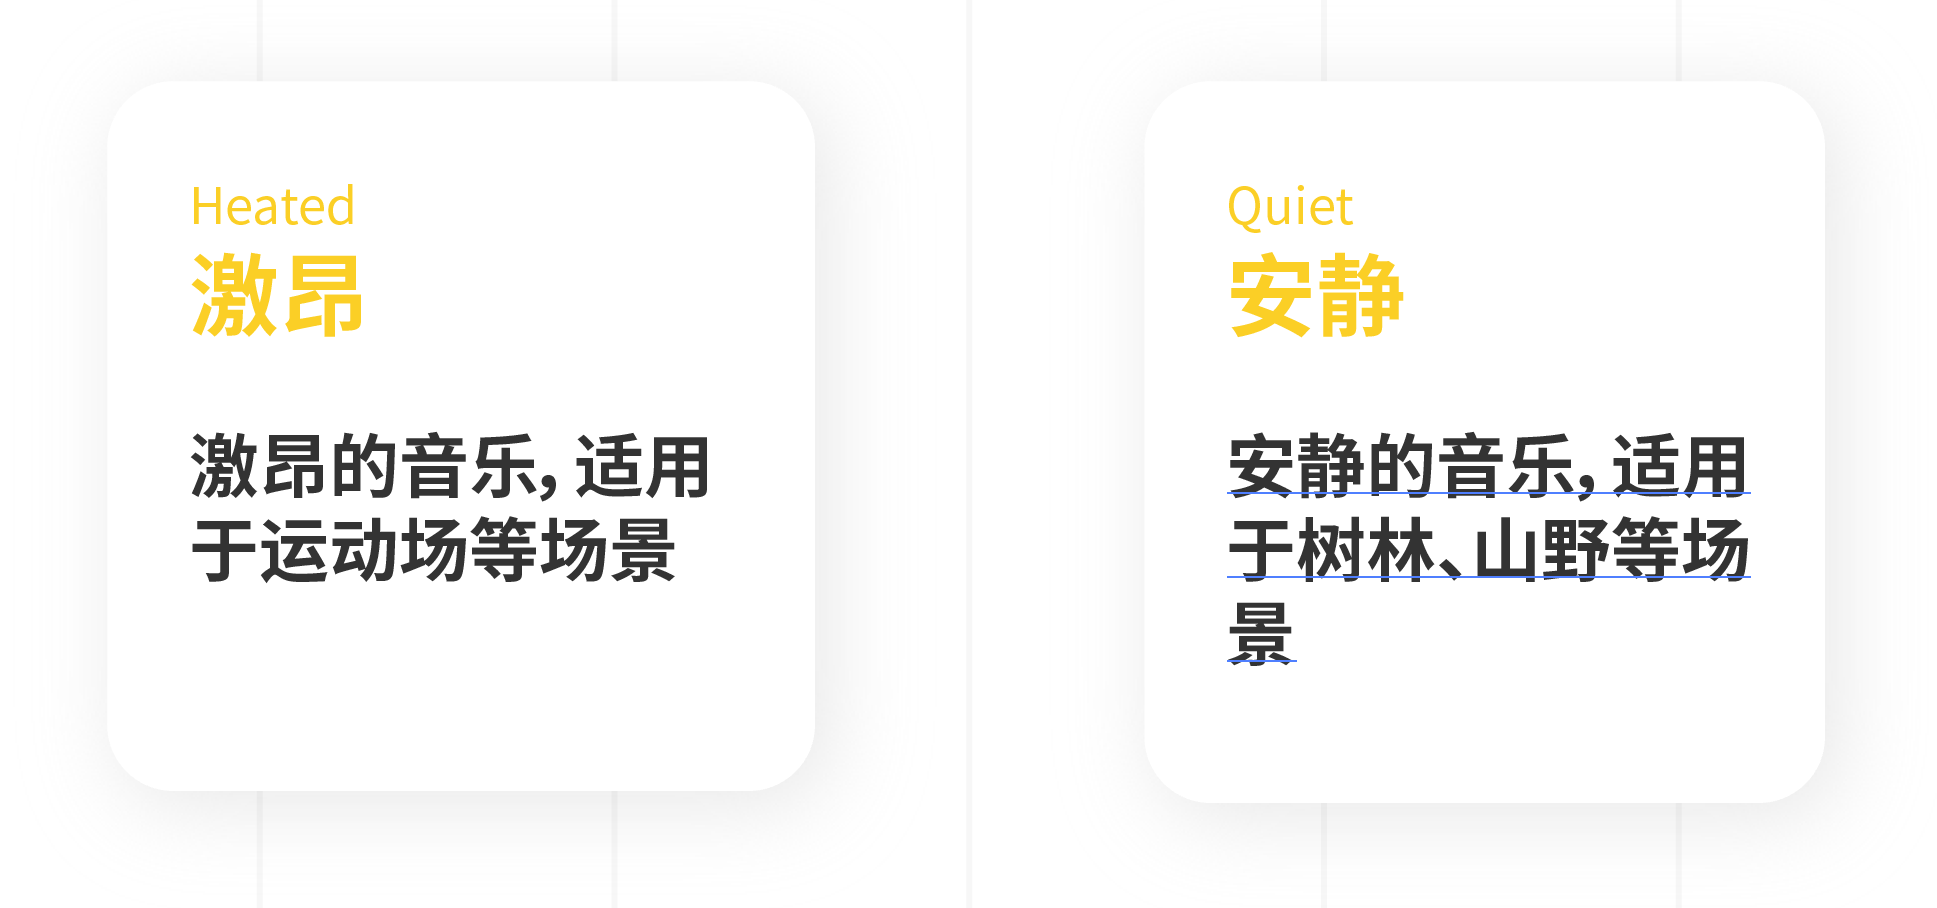 Heated
激昂
激昂的音乐，适用
于运动场等场景
Quiet
安静
安静的音乐，适用
于树林、山野等场
景